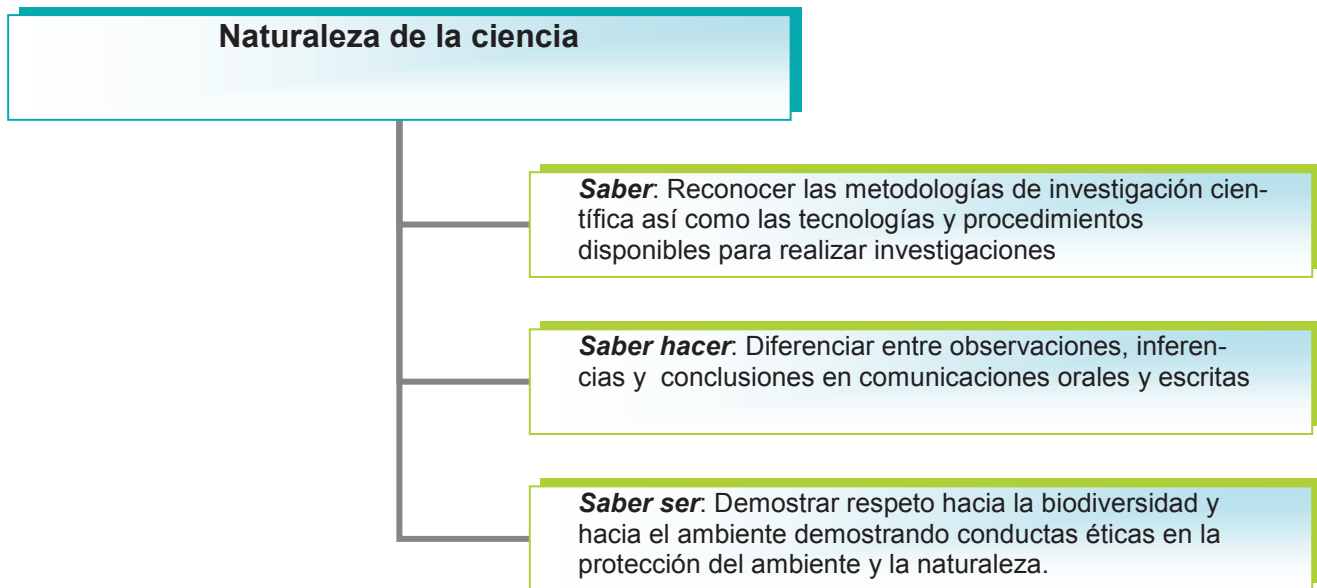 Naturaleza de la ciencia
Saber: Reconocer las metodologías de investigación cien-
tífica así como las tecnologías y procedimientos
disponibles para realizar investigaciones
Saber hacer: Diferenciar entre observaciones, inferen-
cias y  conclusiones en comunicaciones orales y escritas
Saber ser: Demostrar respeto hacia la biodiversidad y
hacia el ambiente demostrando conductas éticas en la
protección del ambiente y la naturaleza.